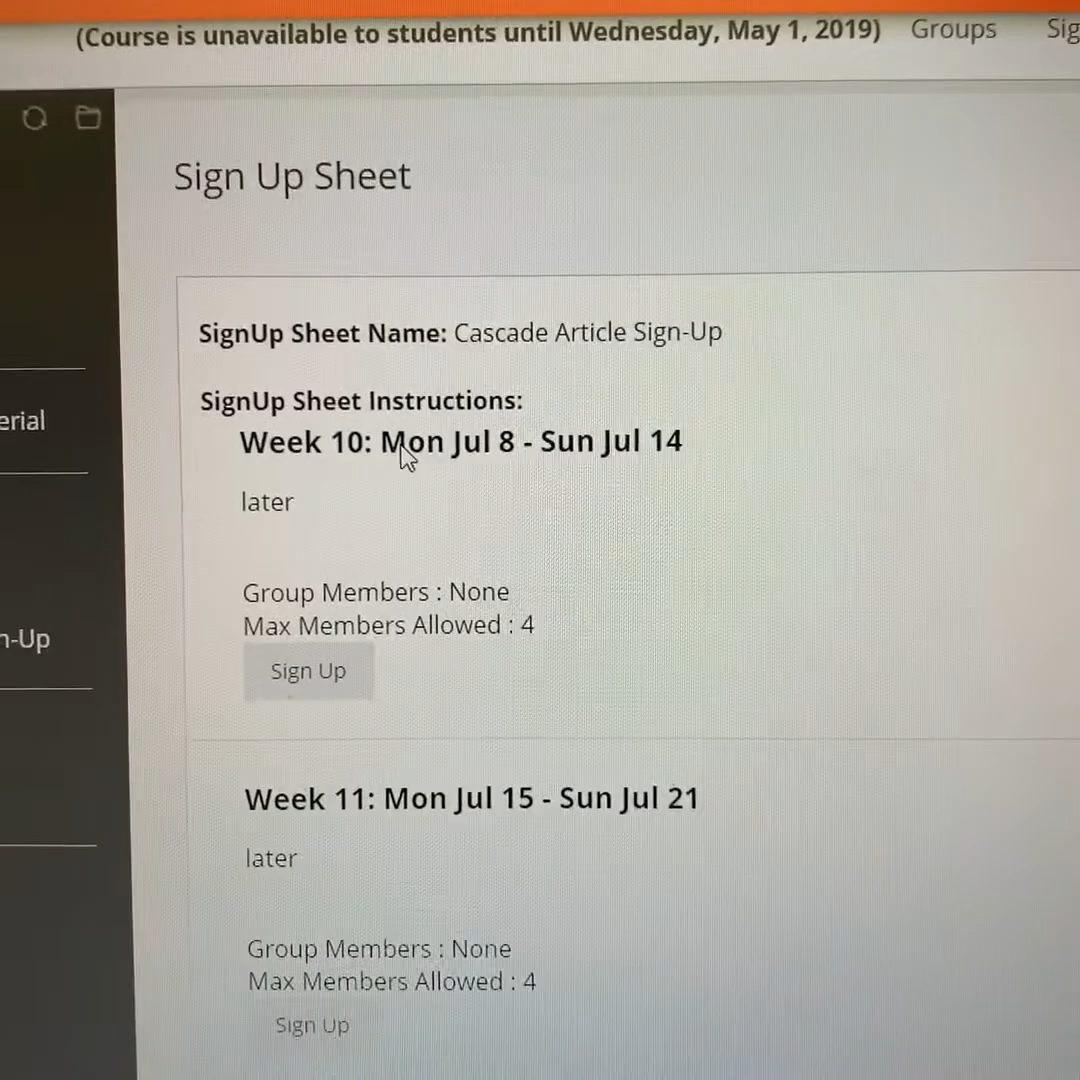 (Course is unavailable to students until Wednesday, May 1, 2019) Groups
Sign Up Sheet
SignUp Sheet Name: Cascade Article Sign-Up
SignUp Sheet Instructions:
Week 10: Mon Jul 8 - Sun Jul 14
later
Group Members : None
Max Members Allowed : 4
Sign Up
Week 11: Mon Jul 15 - Sun Jul 21
later
Group Members : None
Max Members Allowed : 4
Sign Up